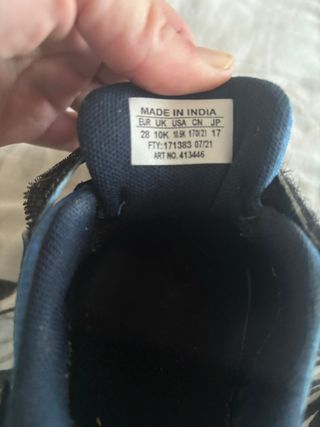 MADE IN INDIA
EUR UK USA CN JP
28 10K 10.5K 170/21 17
FTY:171383 07/21
ART NO. 413446